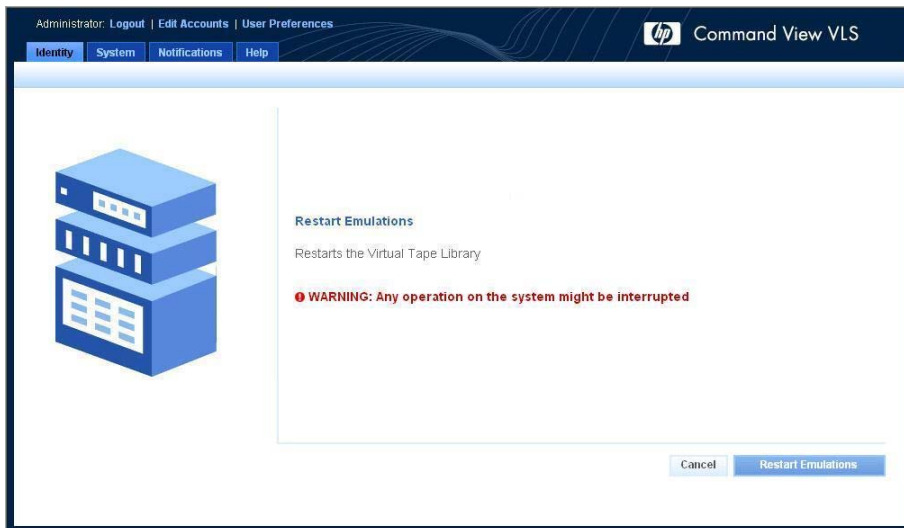 Administrator: Logout | Edit Accounts | User Preferences
hp Command View VLS
Identity System Notifications Help
Restart Emulations
Restarts the Virtual Tape Library
WARNING: Any operation on the system might be interrupted
Cancel Restart Emulations